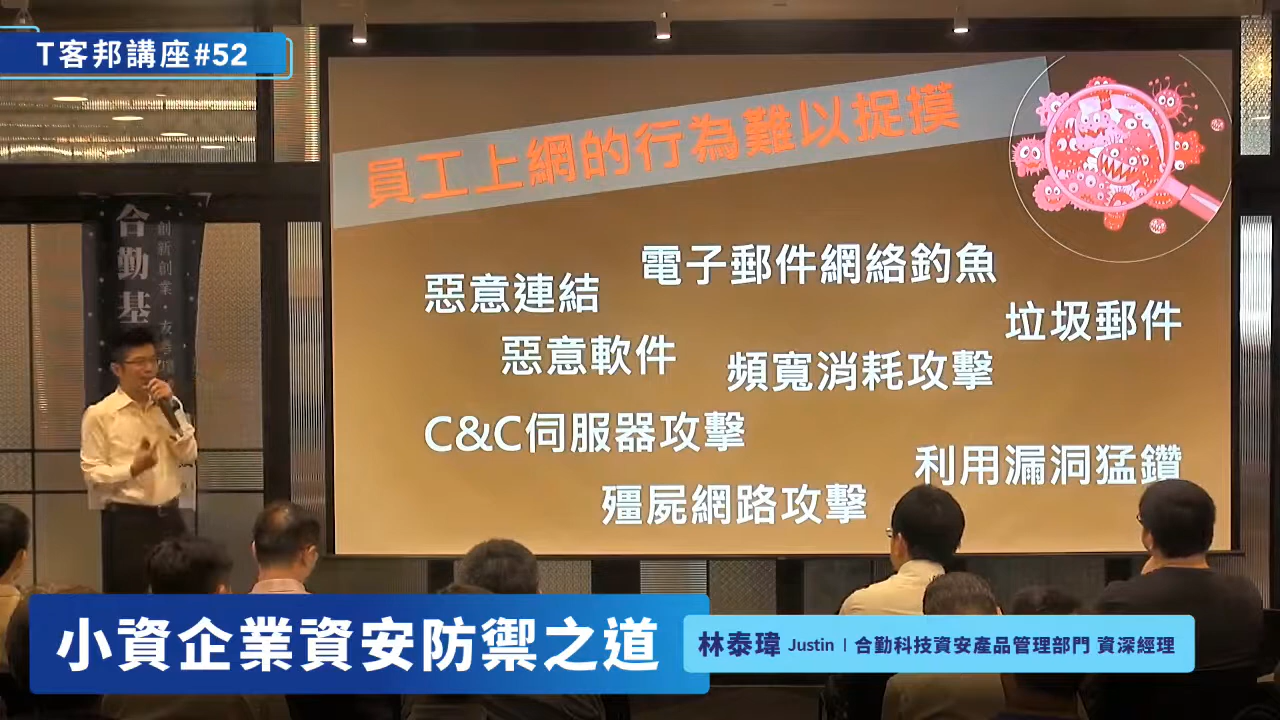 T客邦講座#52
員工上網的行為難以捉摸
電子郵件網絡釣魚
惡意連結
垃圾郵件
惡意軟件
頻寬消耗攻擊
C&C伺服器攻擊
利用漏洞猛鑽
殭屍網路攻擊
合勤基
創新創業・友
小資企業資安防禦之道
林泰瑋 Justin | 合勤科技資安產品管理部門 資深經理